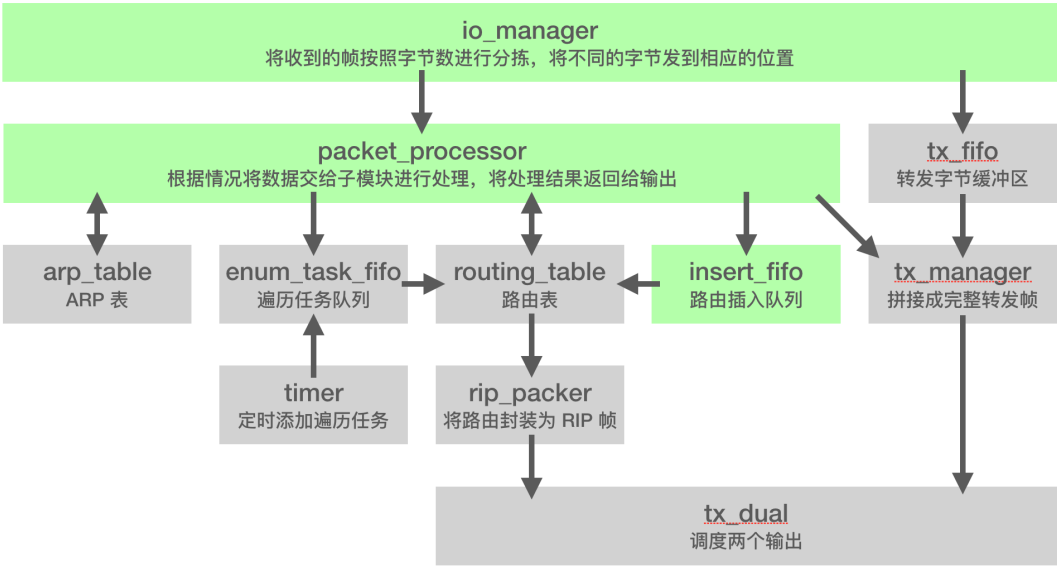 io_manager
将收到的帧按照字节数进行分拣，将不同的字节发到相应的位置
packet_processor
根据情况将数据交给子模块进行处理，将处理结果返回给输出
tx_fifo
转发字节缓冲区
arp_table
ARP 表
enum_task_fifo
遍历任务队列
routing_table
路由表
insert_fifo
路由插入队列
tx_manager
拼接成完整转发帧
timer
定时添加遍历任务
rip_packer
将路由封装为 RIP 帧
tx_dual
调度两个输出